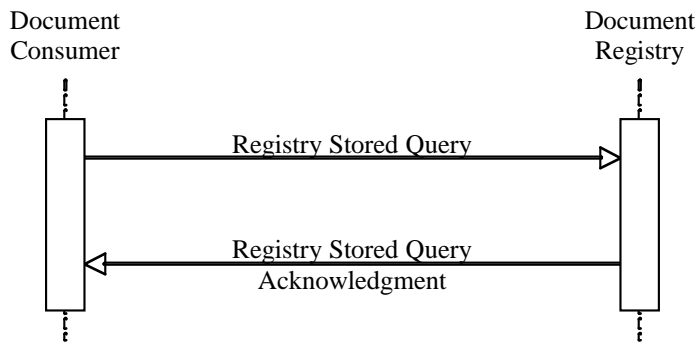 Document
Consumer
Document
Registry
Registry Stored Query
Registry Stored Query
Acknowledgment